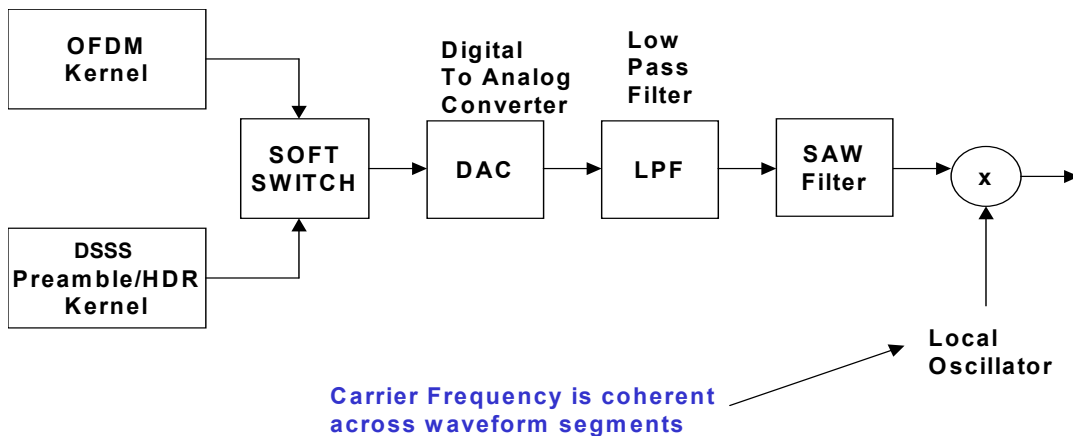 OFDM
Kernel
DSSS
Preamble/HDR
Kernel
SOFT
SWITCH
Digital
To Analog
Converter
DAC
Low
Pass
Filter
LPF
SAW
Filter
x
Local
Oscillator
Carrier Frequency is coherent
across waveform segments